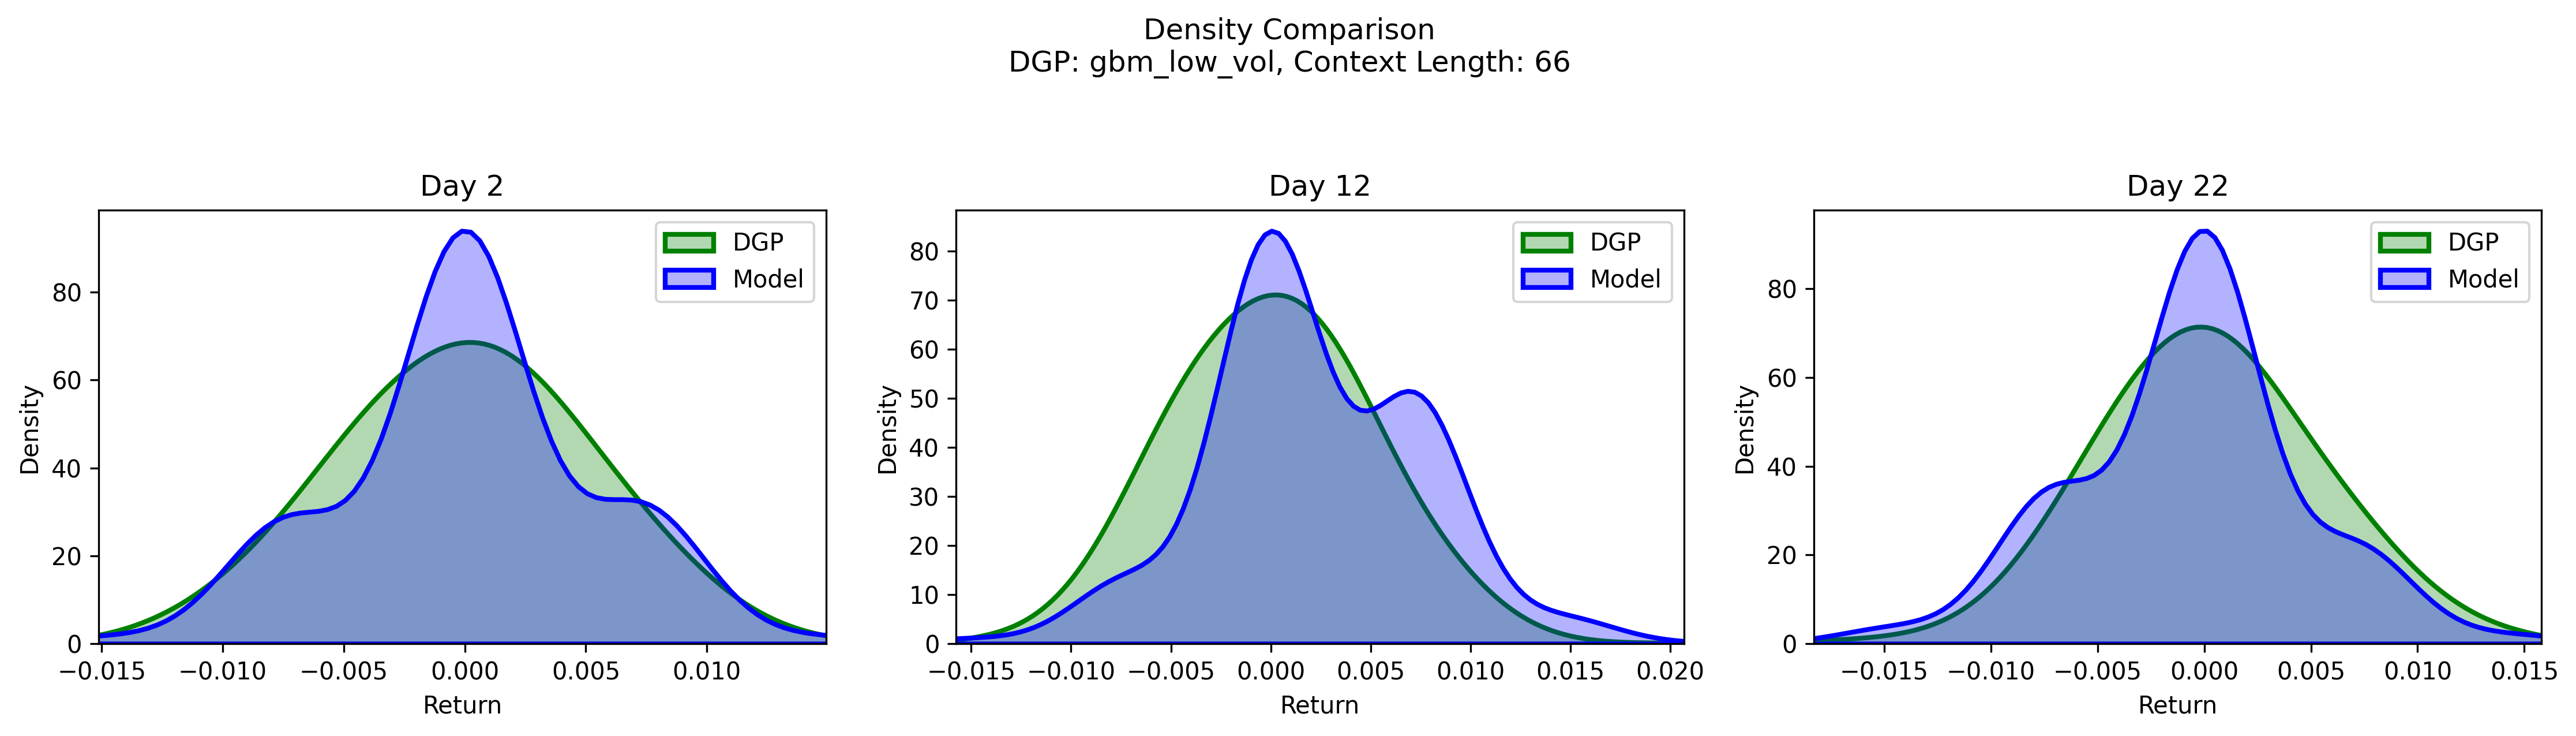 Density Comparison
DGP: gbm_low_vol, Context Length: 66
Day 2
Density
80
60
40
20
0
−0.015 −0.010 −0.005 0.000 0.005 0.010
Return
DGP
Model
Day 12
Density
80
70
60
50
40
30
20
10
0
−0.015 −0.010 −0.005 0.000 0.005 0.010 0.015 0.020
Return
DGP
Model
Day 22
Density
80
60
40
20
0
−0.015 −0.010 −0.005 0.000 0.005 0.010 0.015
Return
DGP
Model